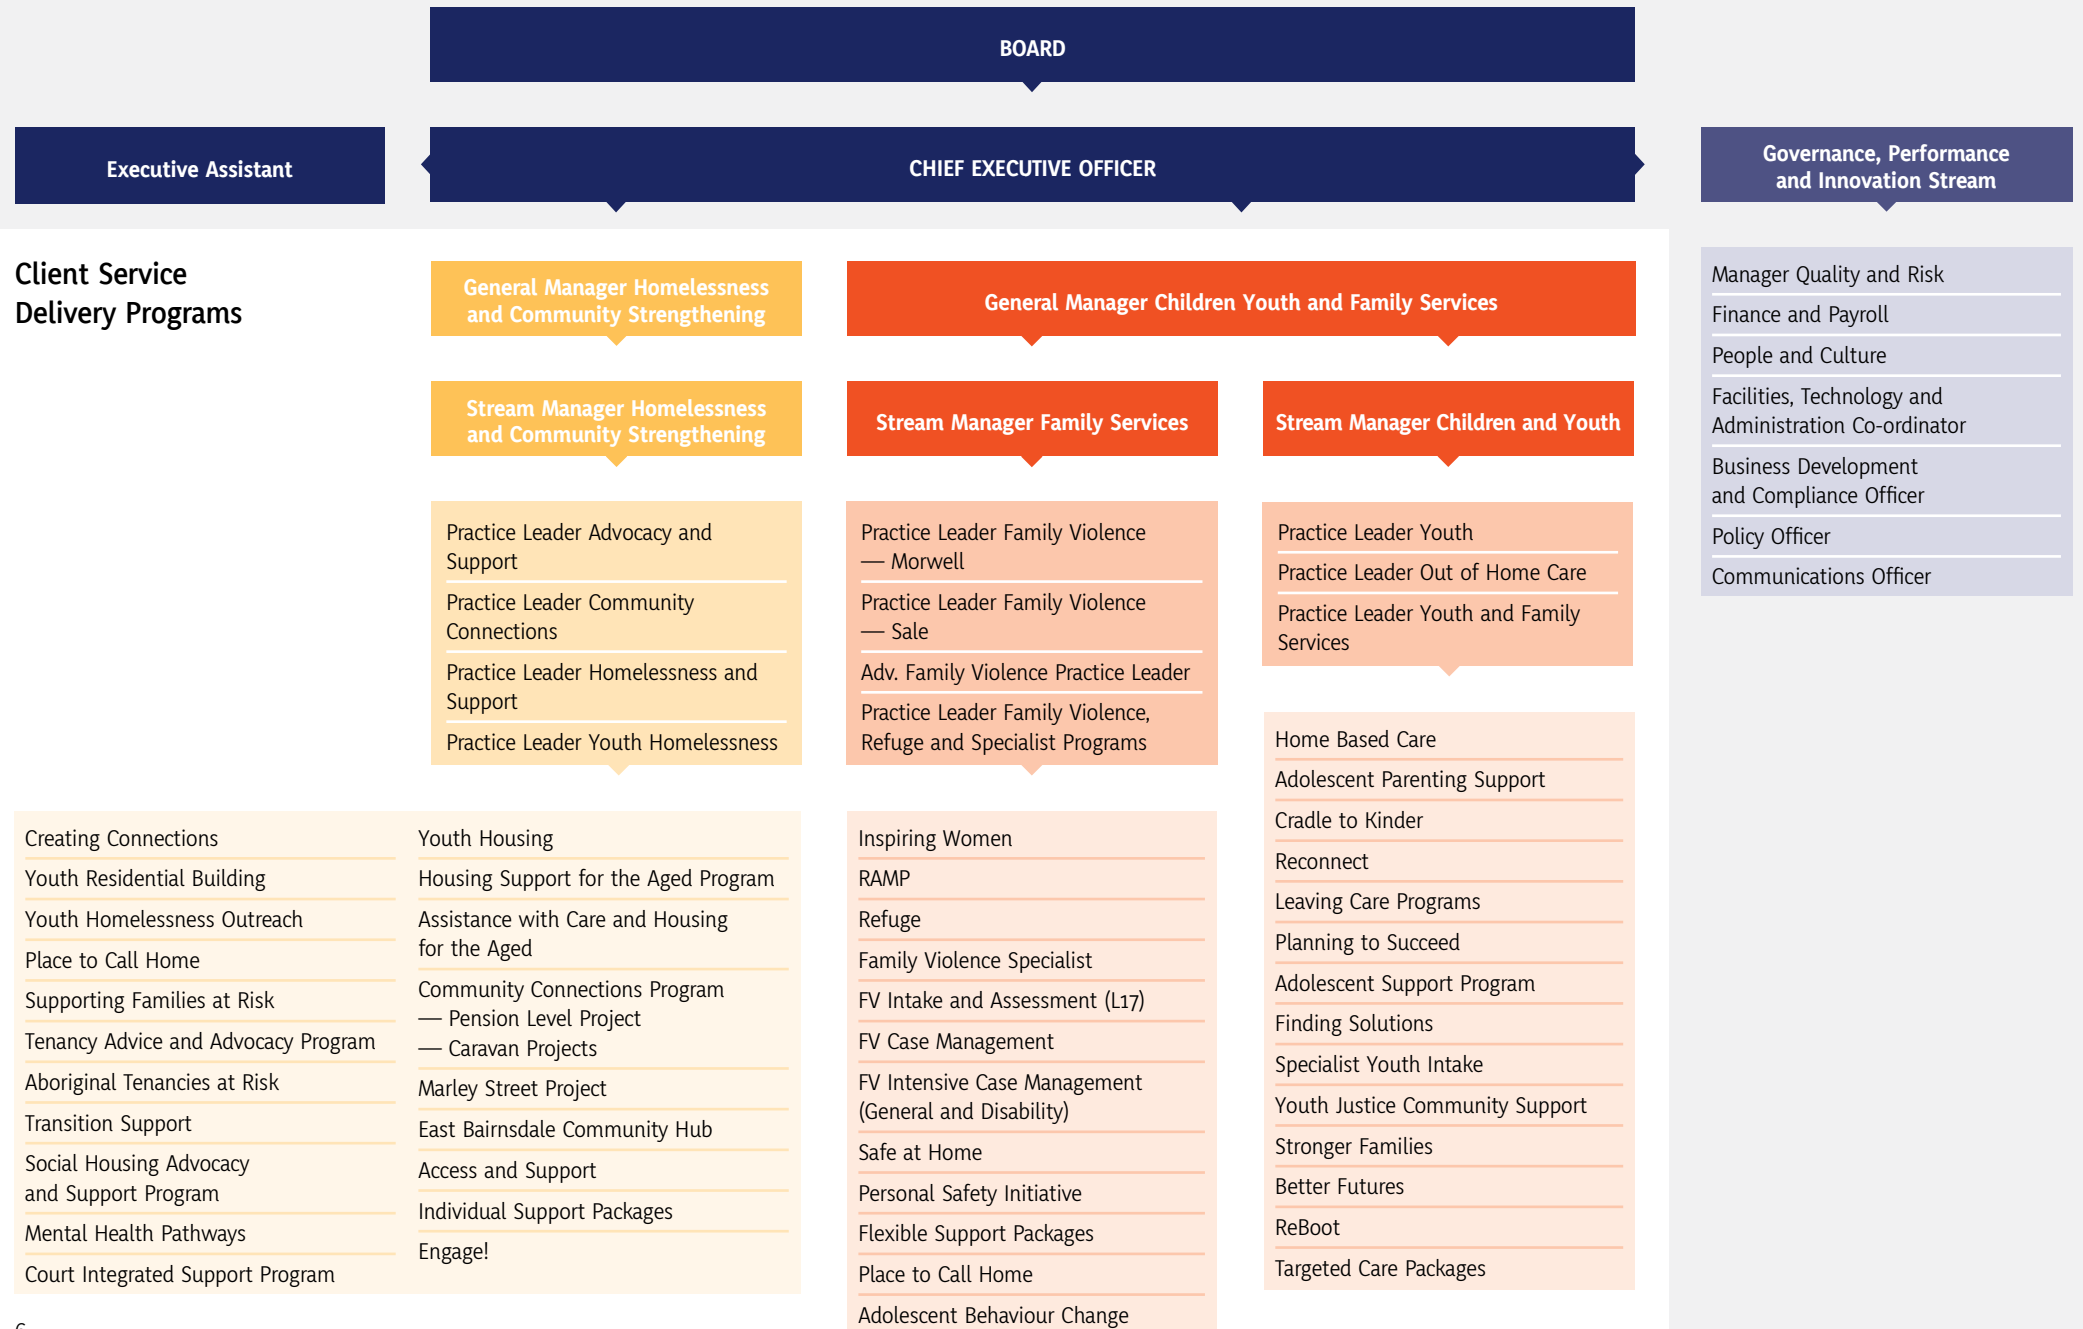 BOARD
Executive Assistant
CHIEF EXECUTIVE OFFICER
Governance, Performance
and Innovation Stream
Client Service
Delivery Programs
General Manager Homelessness
and Community Strengthening
General Manager Children Youth and Family Services
Stream Manager Homelessness
and Community Strengthening
Stream Manager Family Services
Stream Manager Children and Youth
Manager Quality and Risk
Finance and Payroll
People and Culture
Facilities, Technology and
Administration Co-ordinator
Business Development
and Compliance Officer
Policy Officer
Communications Officer
Practice Leader Advocacy and
Support
Practice Leader Community
Connections
Practice Leader Homelessness and
Support
Practice Leader Youth Homelessness
Practice Leader Family Violence
— Morwell
Practice Leader Family Violence
— Sale
Adv. Family Violence Practice Leader
Practice Leader Family Violence,
Refuge and Specialist Programs
Practice Leader Youth
Practice Leader Out of Home Care
Practice Leader Youth and Family
Services
Creating Connections
Youth Residential Building
Youth Homelessness Outreach
Place to Call Home
Supporting Families at Risk
Tenancy Advice and Advocacy Program
Aboriginal Tenancies at Risk
Transition Support
Social Housing Advocacy
and Support Program
Mental Health Pathways
Court Integrated Support Program
Youth Housing
Housing Support for the Aged Program
Assistance with Care and Housing
for the Aged
Community Connections Program
— Pension Level Project
— Caravan Projects
Marley Street Project
East Bairnsdale Community Hub
Access and Support
Individual Support Packages
Engage!
Inspiring Women
RAMP
Refuge
Family Violence Specialist
FV Intake and Assessment (L17)
FV Case Management
FV Intensive Case Management
(General and Disability)
Safe at Home
Personal Safety Initiative
Flexible Support Packages
Place to Call Home
Adolescent Behaviour Change
Home Based Care
Adolescent Parenting Support
Cradle to Kinder
Reconnect
Leaving Care Programs
Planning to Succeed
Adolescent Support Program
Finding Solutions
Specialist Youth Intake
Youth Justice Community Support
Stronger Families
Better Futures
ReBoot
Targeted Care Packages